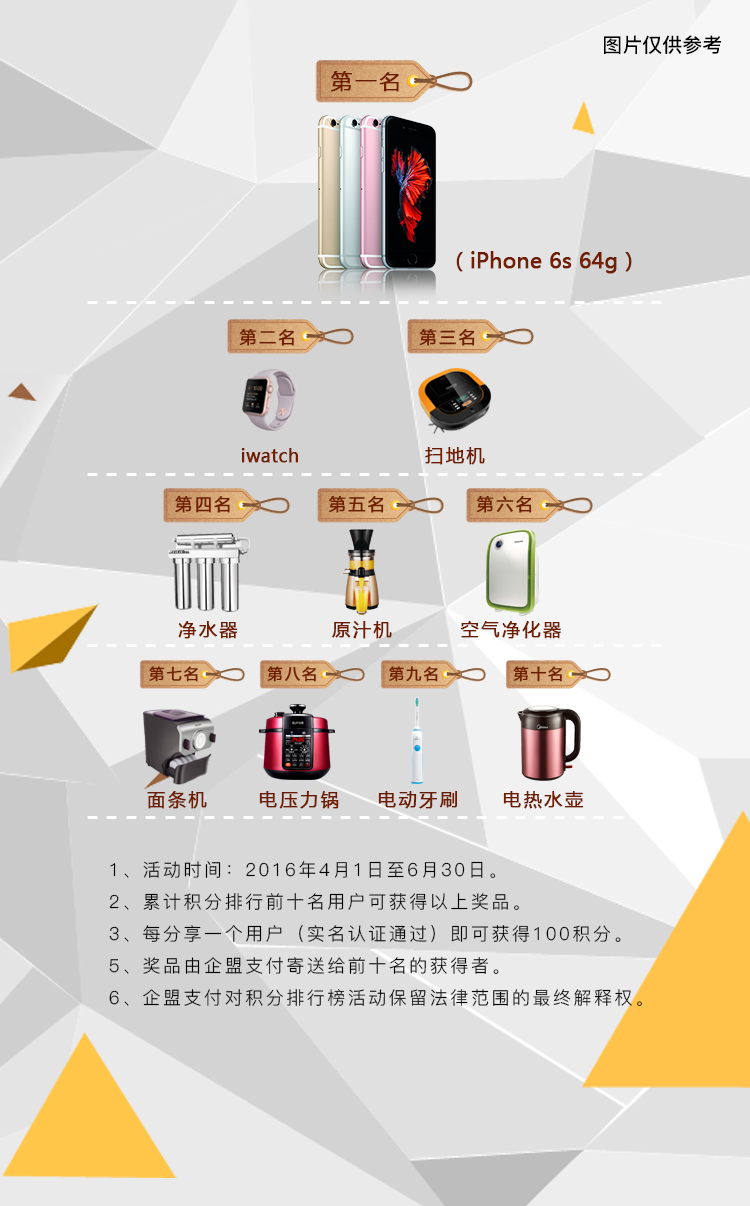 图片仅供参考
第一名
（iPhone 6s 64g）
第二名 第三名
iwatch 扫地机
第四名 第五名 第六名
净水器 原汁机 空气净化器
第七名 第八名 第九名 第十名
面条机 电压力锅 电动牙刷 电热水壶
1、活动时间：2016年4月1日至6月30日。
2、累计积分排行前十名用户可获得以上奖品。
3、每分享一个用户（实名认证通过）即可获得100积分。
5、奖品由企盟支付寄送给前十名的获得者。
6、企盟支付对积分排行榜活动保留法律范围的最终解释权。